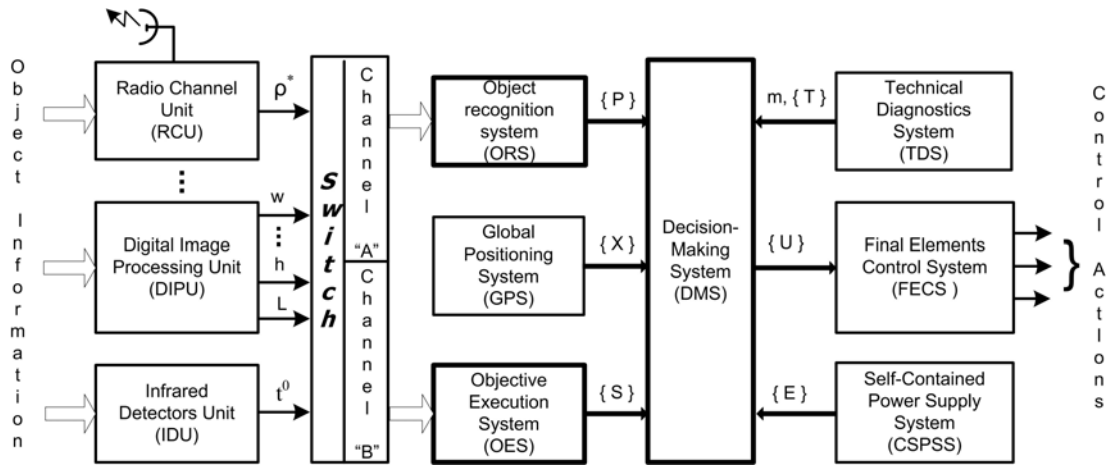 Object Information
Radio Channel
Unit
(RCU)
ρ*
Digital Image
Processing Unit
(DIPU)
w
h
L
Infrared
Detectors Unit
(IDU)
t⁰
Switch
Channel "A"
Channel "B"
Object
recognition
system
(ORS)
{ P }
Global
Positioning
System
(GPS)
{ X }
Objective
Execution
System
(OES)
{ S }
Decision-
Making
System
(DMS)
m, { T }
Technical
Diagnostics
System
(TDS)
{ U }
Final Elements
Control System
(FECS )
{ E }
Self-Contained
Power Supply
System
(CSPSS)
}
Control Actlons